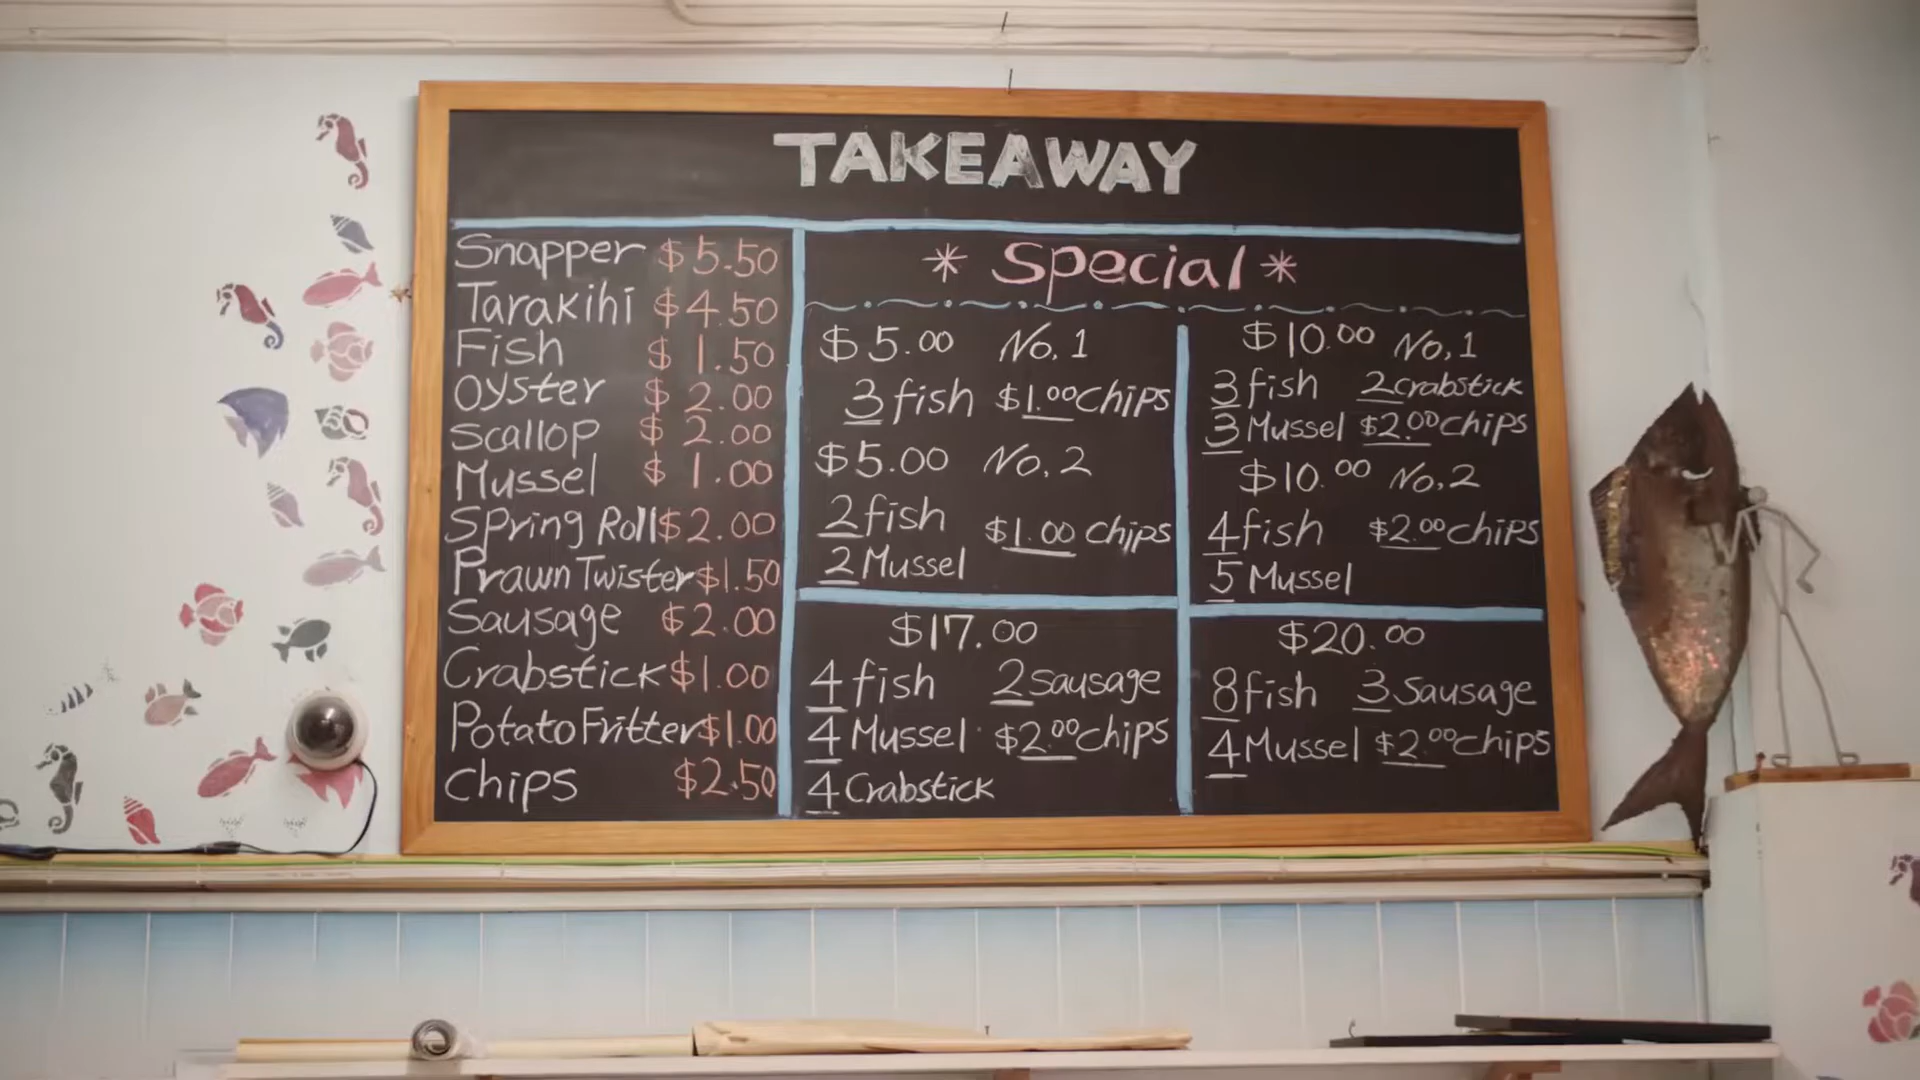 TAKEAWAY
Snapper $5.50
Tarakihi $4.50
Fish $1.50
Oyster $2.00
Scallop $2.00
Mussel $1.00
Spring Roll $2.00
Prawn Twister $1.50
Sausage $2.00
Crabstick $1.00
Potato Fritter $1.00
Chips $2.50
* Special *
$5.00 No.1
3 fish $1.00 Chips
$5.00 No.2
2 fish
$1.00 Chips
2 Mussel
$10.00 No.1
3 fish 2 Crabstick
3 Mussel $2.00 Chips
$10.00 No.2
4 fish $2.00 Chips
5 Mussel
$17.00
4 fish 2 Sausage
4 Mussel $2.00 Chips
4 Crabstick
$20.00
8 fish 3 Sausage
4 Mussel $2.00 Chips